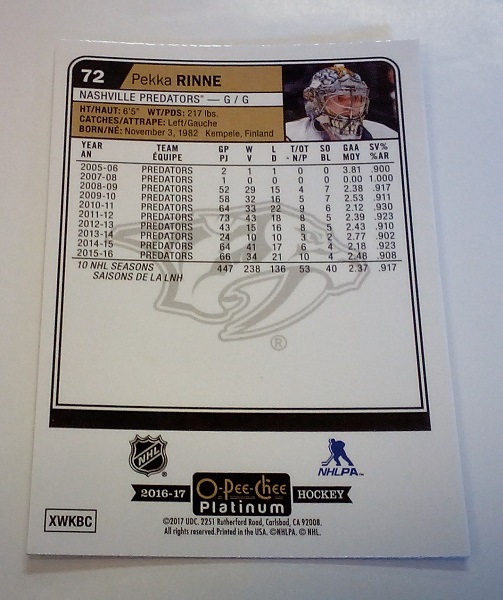 72 Pekka RINNE
NASHVILLE PREDATORS® — G / G
HT/HAUT: 6'5" WT/PDS: 217 lbs.
CATCHES/ATTRAPE: Left/Gauche
BORN/NÉ: November 3, 1982 Kempele, Finland
YEAR TEAM GP W L T/OT SO GAA SV%
AN ÉQUIPE PJ V D - N/P BL MOY %AR
2005-06 PREDATORS 2 1 1 0 0 3.81 .900
2007-08 PREDATORS 1 0 0 0 0 0.00 1.000
2008-09 PREDATORS 52 29 15 4 7 2.38 .917
2009-10 PREDATORS 58 32 16 5 7 2.53 .911
2010-11 PREDATORS 64 33 22 9 6 2.12 .930
2011-12 PREDATORS 73 43 18 8 5 2.39 .923
2012-13 PREDATORS 43 15 16 8 5 2.43 .910
2013-14 PREDATORS 24 10 10 3 2 2.77 .902
2014-15 PREDATORS 64 41 17 6 4 2.18 .923
2015-16 PREDATORS 66 34 21 10 4 2.48 .908
10 NHL SEASONS 447 238 136 53 40 2.37 .917
SAISONS DE LA LNH
®
NHL ®
NHLPA™
2016-17 O-Pee-Chee HOCKEY
Platinum
XWKBC
©2017 UDC. 2251 Rutherford Road, Carlsbad, CA 92008.
All rights reserved. Printed in the USA. ©NHLPA. © NHL.